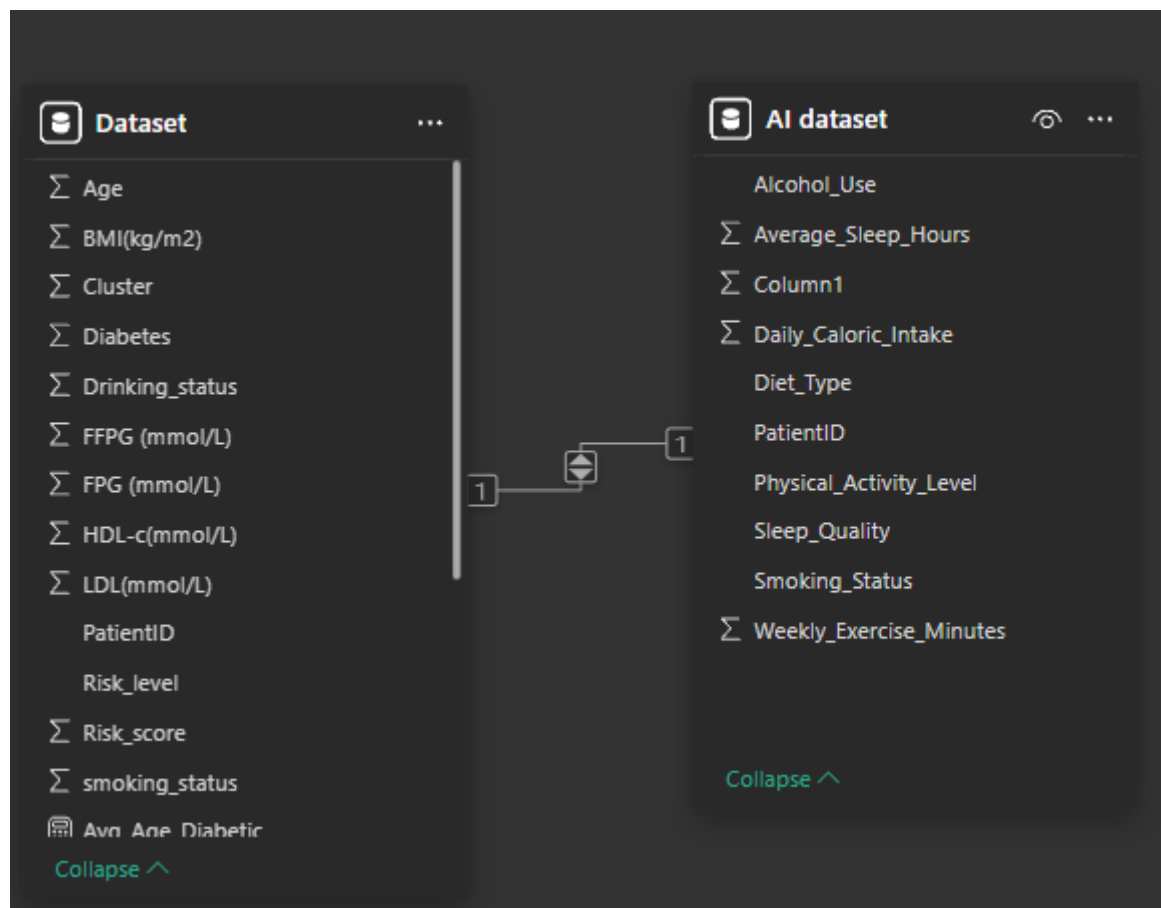 Dataset
Age
BMI(kg/m2)
Cluster
Diabetes
Drinking_status
FFPG (mmol/L)
FPG (mmol/L)
HDL-c(mmol/L)
LDL(mmol/L)
PatientID
Risk_level
Risk_score
smoking_status
Avg_Age_Diabetic
Collapse
1
1
AI dataset
Alcohol_Use
Average_Sleep_Hours
Column1
Daily_Caloric_Intake
Diet_Type
PatientID
Physical_Activity_Level
Sleep_Quality
Smoking_Status
Weekly_Exercise_Minutes
Collapse